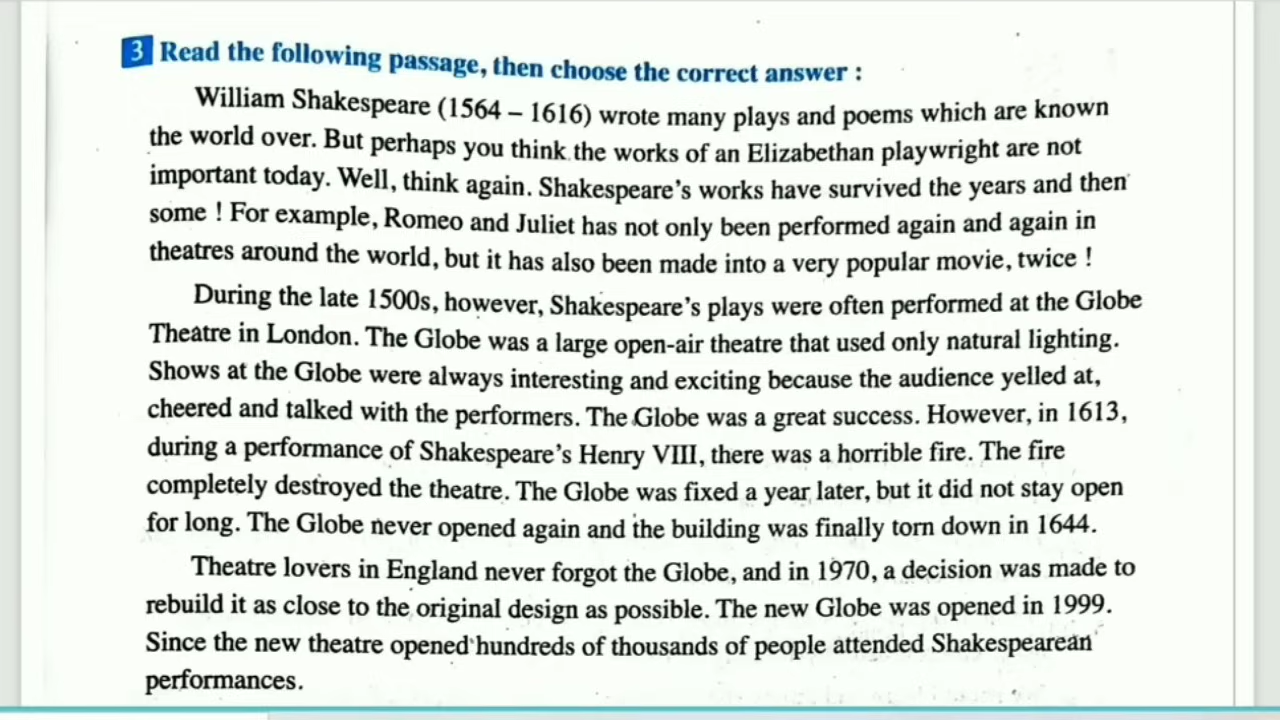 3 Read the following passage, then choose the correct answer :
William Shakespeare (1564 – 1616) wrote many plays and poems which are known
the world over. But perhaps you think the works of an Elizabethan playwright are not
important today. Well, think again. Shakespeare's works have survived the years and then
some ! For example, Romeo and Juliet has not only been performed again and again in
theatres around the world, but it has also been made into a very popular movie, twice !
During the late 1500s, however, Shakespeare's plays were often performed at the Globe
Theatre in London. The Globe was a large open-air theatre that used only natural lighting.
Shows at the Globe were always interesting and exciting because the audience yelled at,
cheered and talked with the performers. The Globe was a great success. However, in 1613,
during a performance of Shakespeare's Henry VIII, there was a horrible fire. The fire
completely destroyed the theatre. The Globe was fixed a year later, but it did not stay open
for long. The Globe never opened again and the building was finally torn down in 1644.
Theatre lovers in England never forgot the Globe, and in 1970, a decision was made to
rebuild it as close to the original design as possible. The new Globe was opened in 1999.
Since the new theatre opened hundreds of thousands of people attended Shakespearean
performances.